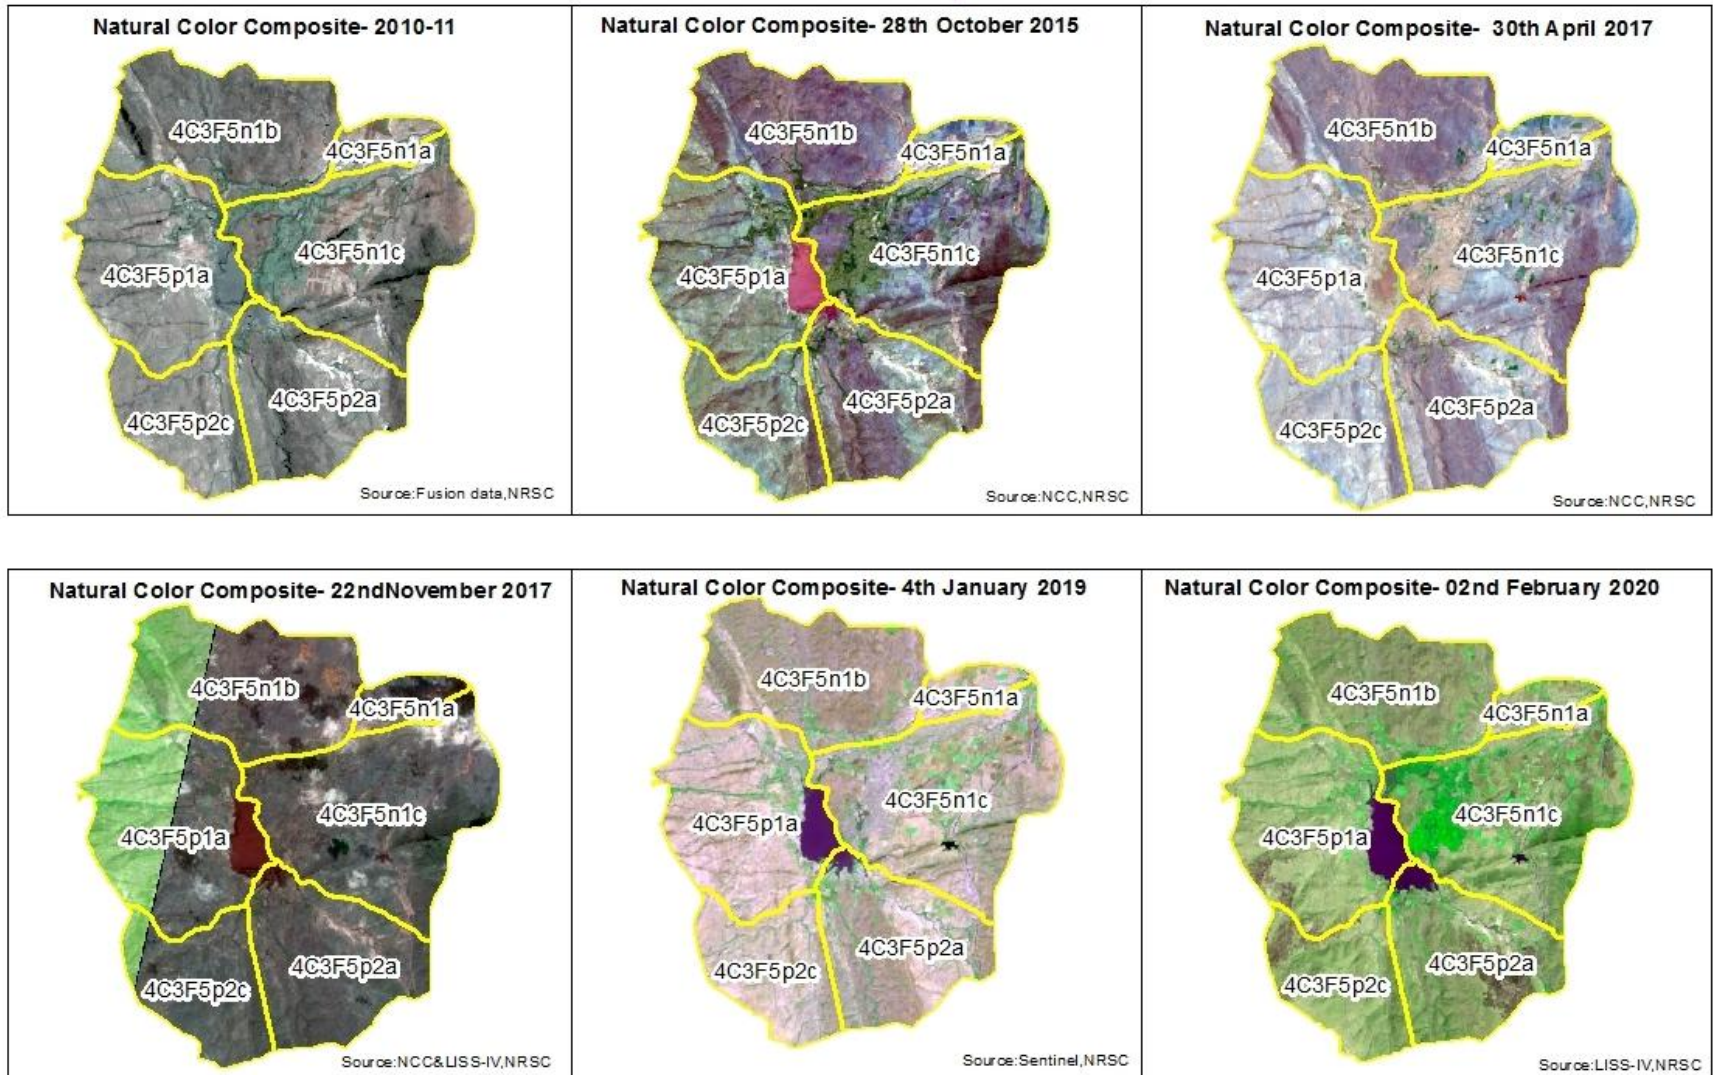 Natural Color Composite- 2010-11
4C3F5n1b
4C3F5n1a
4C3F5n1c
4C3F5p1a
4C3F5p2a
4C3F5p2c
Source:Fusion data,NRSC
Natural Color Composite- 28th October 2015
4C3F5n1b
4C3F5n1a
4C3F5n1c
4C3F5p1a
4C3F5p2a
4C3F5p2c
Source:NCC,NRSC
Natural Color Composite- 30th April 2017
4C3F5n1b
4C3F5n1a
4C3F5n1c
4C3F5p1a
4C3F5p2a
4C3F5p2c
Source:NCC,NRSC
Natural Color Composite- 22ndNovember 2017
4C3F5n1b
4C3F5n1a
4C3F5n1c
4C3F5p1a
4C3F5p2a
4C3F5p2c
Source:NCC&LISS-IV,NRSC
Natural Color Composite- 4th January 2019
4C3F5n1b
4C3F5n1a
4C3F5n1c
4C3F5p1a
4C3F5p2a
4C3F5p2c
Source:Sentinel,NRSC
Natural Color Composite- 02nd February 2020
4C3F5n1b
4C3F5n1a
4C3F5n1c
4C3F5p1a
4C3F5p2a
4C3F5p2c
Source:LISS-IV,NRSC